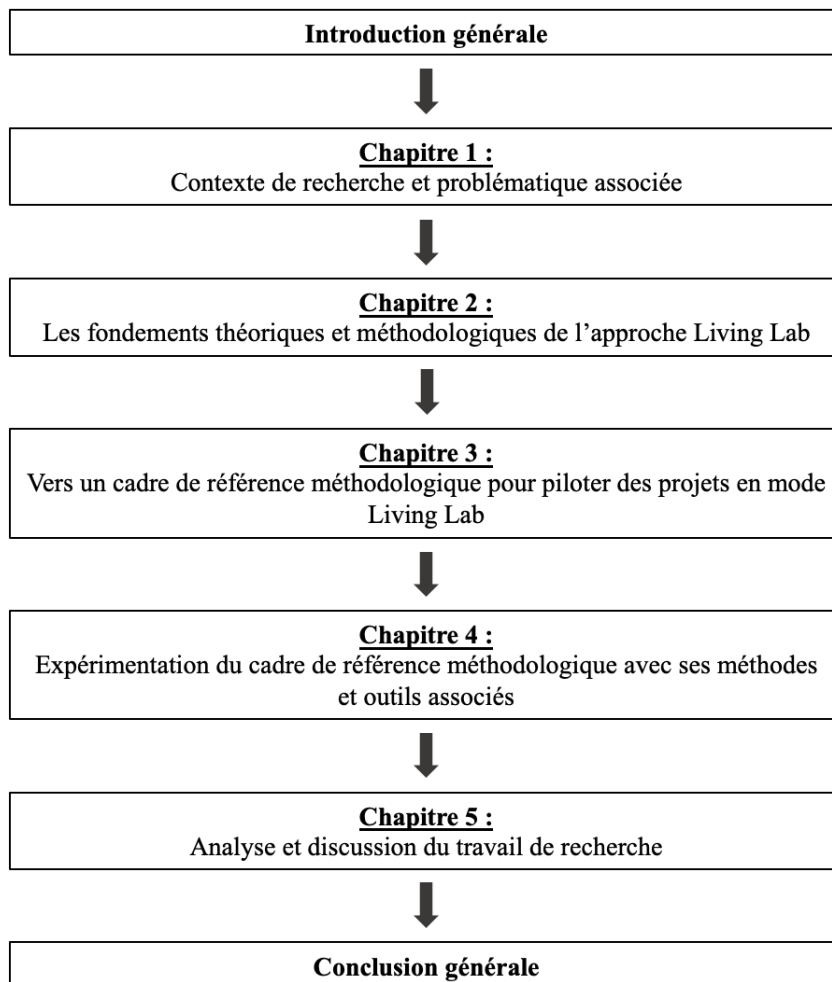 Introduction générale
Chapitre 1 :
Contexte de recherche et problématique associée
Chapitre 2 :
Les fondements théoriques et méthodologiques de l’approche Living Lab
Chapitre 3 :
Vers un cadre de référence méthodologique pour piloter des projets en mode
Living Lab
Chapitre 4 :
Expérimentation du cadre de référence méthodologique avec ses méthodes
et outils associés
Chapitre 5 :
Analyse et discussion du travail de recherche
Conclusion générale